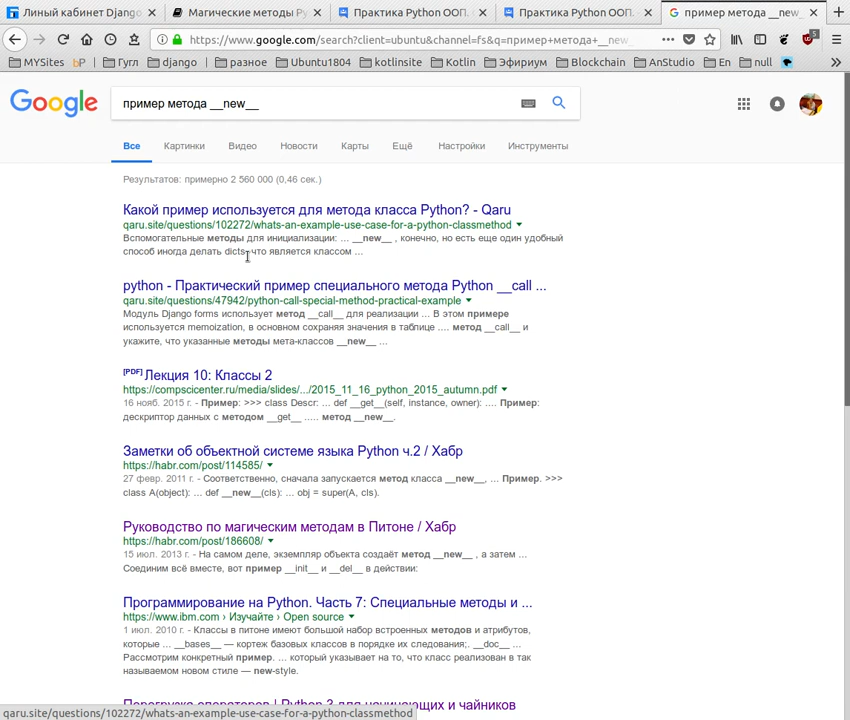 Линый кабинет Django
Магические методы Py
Практика Python ООП.
Практика Python ООП.
пример метода __new_
https://www.google.com/search?client=ubuntu&channel=fs&q=пример+метода+__new_
5
MYSites
bP
Гугл
django
разное
Ubuntu1804
kotlinsite
Kotlin
Эфириум
Blockchain
AnStudio
En
null
Google
пример метода __new__
Все Картинки Видео Новости Карты Ещё Настройки Инструменты
Результатов: примерно 2 560 000 (0,46 сек.)
Какой пример используется для метода класса Python? - Qaru
qaru.site/questions/102272/whats-an-example-use-case-for-a-python-classmethod
Вспомогательные методы для инициализации: ... __new__ , конечно, но есть еще один удобный
способ иногда делать dicts-что является классом ...
python - Практический пример специального метода Python __call ...
qaru.site/questions/47942/python-call-special-method-practical-example
Модуль Django forms использует метод __call__ для реализации ... В этом примере
используется memoization, в основном сохраняя значения в таблице .... метод __call__ и
укажите, что указанные методы мета-классов __new__ ...
[PDF] Лекция 10: Классы 2
https://compscicenter.ru/media/slides/.../2015_11_16_python_2015_autumn.pdf
16 нояб. 2015 г. - Пример: >>> class Descr: ... def __get__(self, instance, owner): .... Пример:
дескриптор данных с методом __get__ ..... метод __new__.
Заметки об объектной системе языка Python ч.2 / Хабр
https://habr.com/post/114585/
27 февр. 2011 г. - Соответственно, сначала запускается метод класса __new__, ... Пример. >>>
class A(object): ... def __new__(cls): ... obj = super(A, cls).
Руководство по магическим методам в Питоне / Хабр
https://habr.com/post/186608/
15 июл. 2013 г. - На самом деле, экземпляр объекта создаёт метод __new__ , а затем ...
Соединим всё вместе, вот пример __init__ и __del__ в действии:
Программирование на Python. Часть 7: Специальные методы и ...
https://www.ibm.com › Изучайте › Open source
1 июл. 2010 г. - Классы в питоне имеют большой набор встроенных методов и атрибутов,
которые ... __bases__ — кортеж базовых классов в порядке их следования;. __doc__ ...
Рассмотрим конкретный пример. ... который указывает на то, что класс реализован в так
называемом новом стиле — new-style.
Перегрузка операторов | Python 3 для начинающих и чайников
qaru.site/questions/102272/whats-an-example-use-case-for-a-python-classmethod